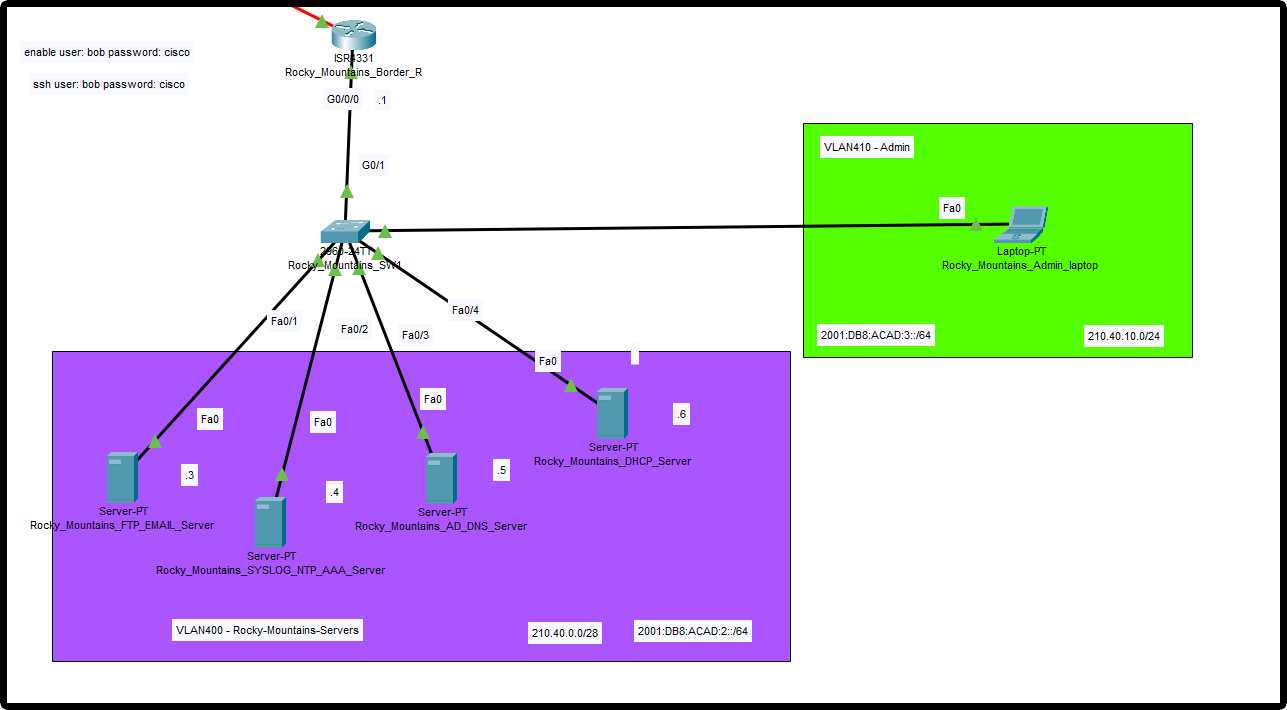 enable user: bob password: cisco
ssh user: bob password: cisco
ISR4331
Rocky_Mountains_Border_R
G0/0/0
.1
G0/1
2960-24TT
Rocky_Mountains_SW1
VLAN410 - Admin
Fa0
Laptop-PT
Rocky_Mountains_Admin_laptop
2001:DB8:ACAD:3::/64
210.40.10.0/24
Fa0/1
Fa0/2
Fa0/3
Fa0/4
Fa0
Fa0
Fa0
Fa0
.3
.4
.5
.6
Server-PT
Rocky_Mountains_DHCP_Server
Server-PT
Rocky_Mountains_FTP_EMAIL_Server
Server-PT
Rocky_Mountains_AD_DNS_Server
Server-PT
Rocky_Mountains_SYSLOG_NTP_AAA_Server
VLAN400 - Rocky-Mountains-Servers
210.40.0.0/28
2001:DB8:ACAD:2::/64